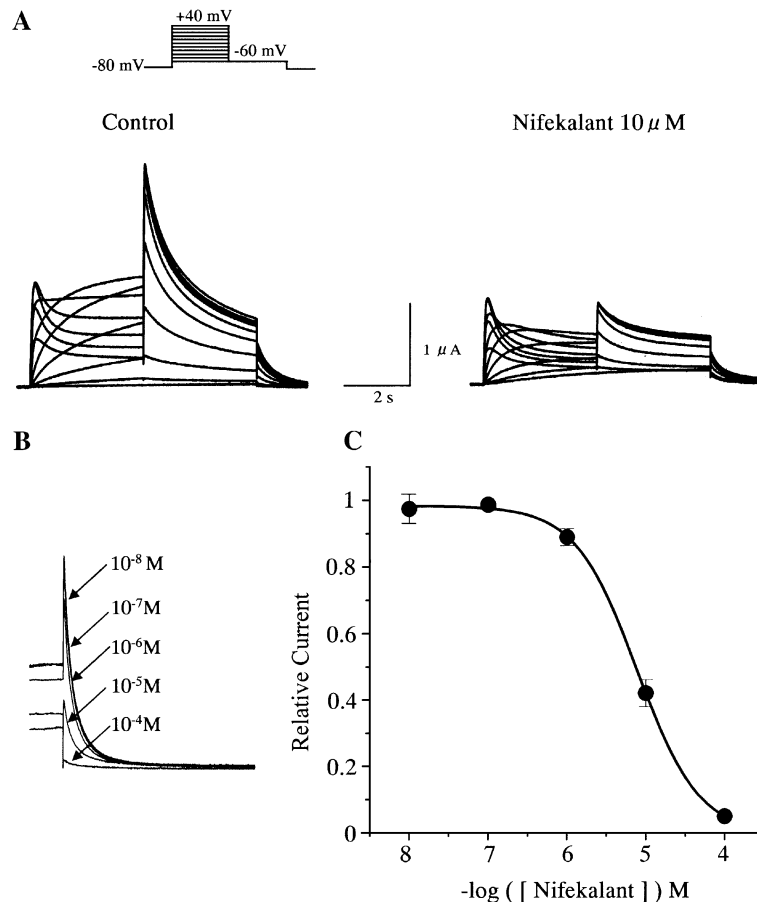 A
+40 mV
-60 mV
-80 mV
Control
Nifekalant 10 μ M
1 μA
2 s
B
10⁻⁸ M
10⁻⁷M
10⁻⁶M
10⁻⁵M
10⁻⁴M
C
Relative Current
1
0.8
0.6
0.4
0.2
0
8 7 6 5 4
-log ( [ Nifekalant ] ) M